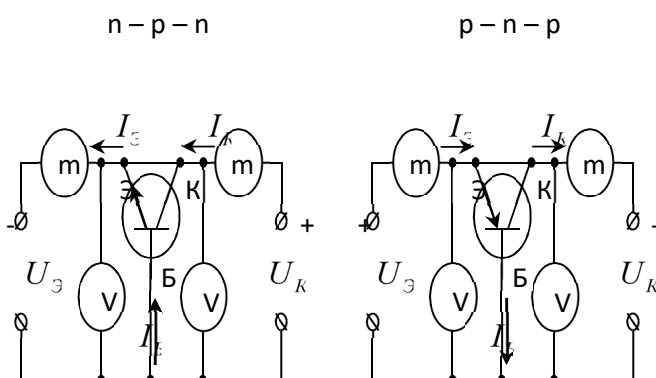 n – p – n
p – n – p
I_Э I_К I_Э I_К
m m m m
Э К Э К
- + + -
Б Б
U_Э U_К U_Э U_К
V V V V
I_Б I_Б